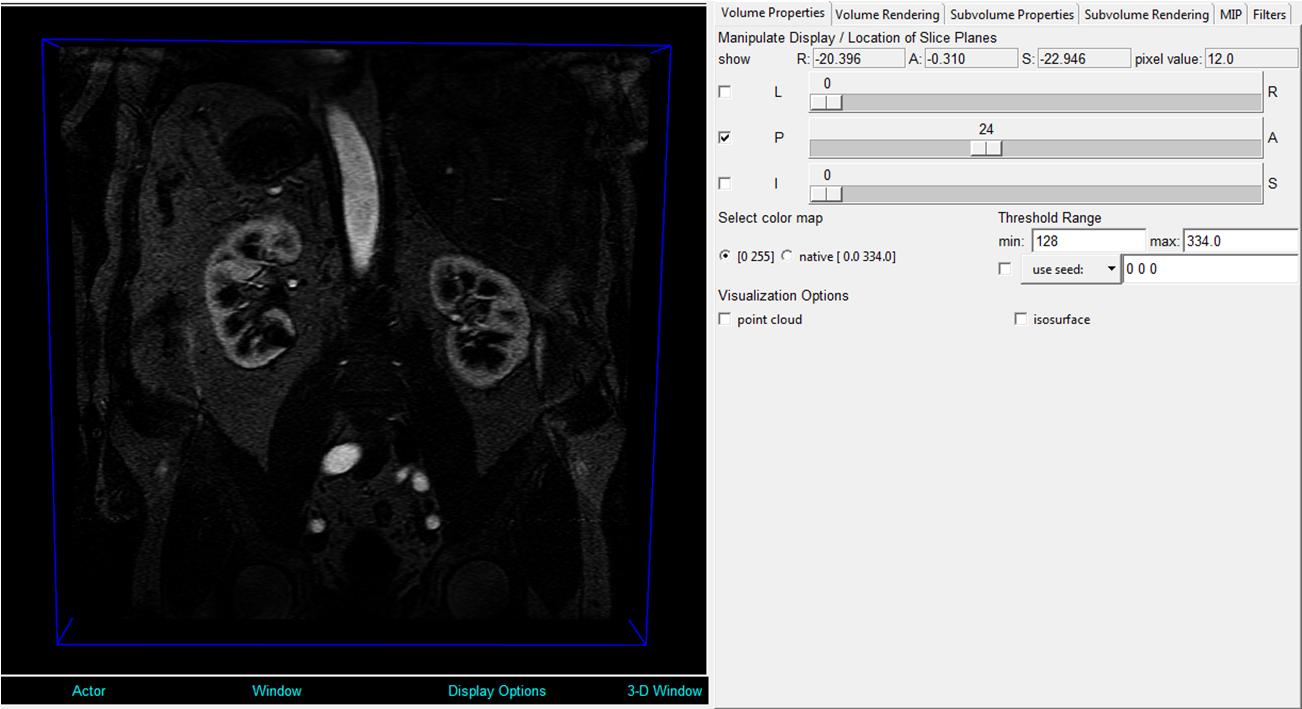 Volume Properties Volume Rendering Subvolume Properties Subvolume Rendering MIP Filters
Manipulate Display / Location of Slice Planes
show R: -20.396 A: -0.310 S: -22.946 pixel value: 12.0
0
L R
24
P A
0
I S
Select color map Threshold Range
min: 128 max: 334.0
[0 255] native [ 0.0 334.0]
use seed: 0 0 0
Visualization Options
point cloud isosurface
Actor Window Display Options 3-D Window